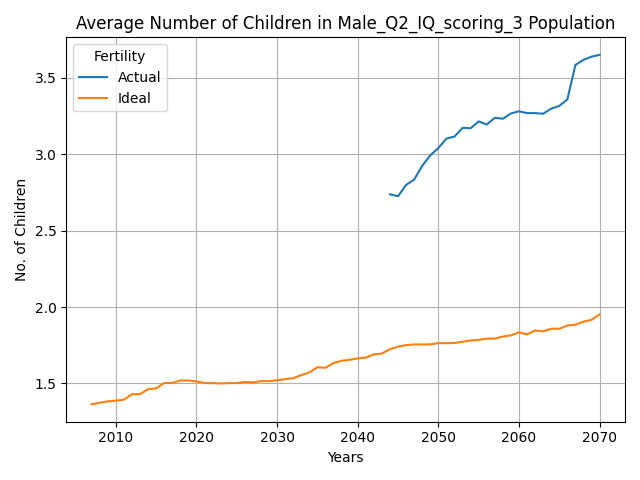 Average Number of Children in Male_Q2_IQ_scoring_3 Population
Fertility
Actual
Ideal
No. of Children
3.5
3.0
2.5
2.0
1.5
2010 2020 2030 2040 2050 2060 2070
Years